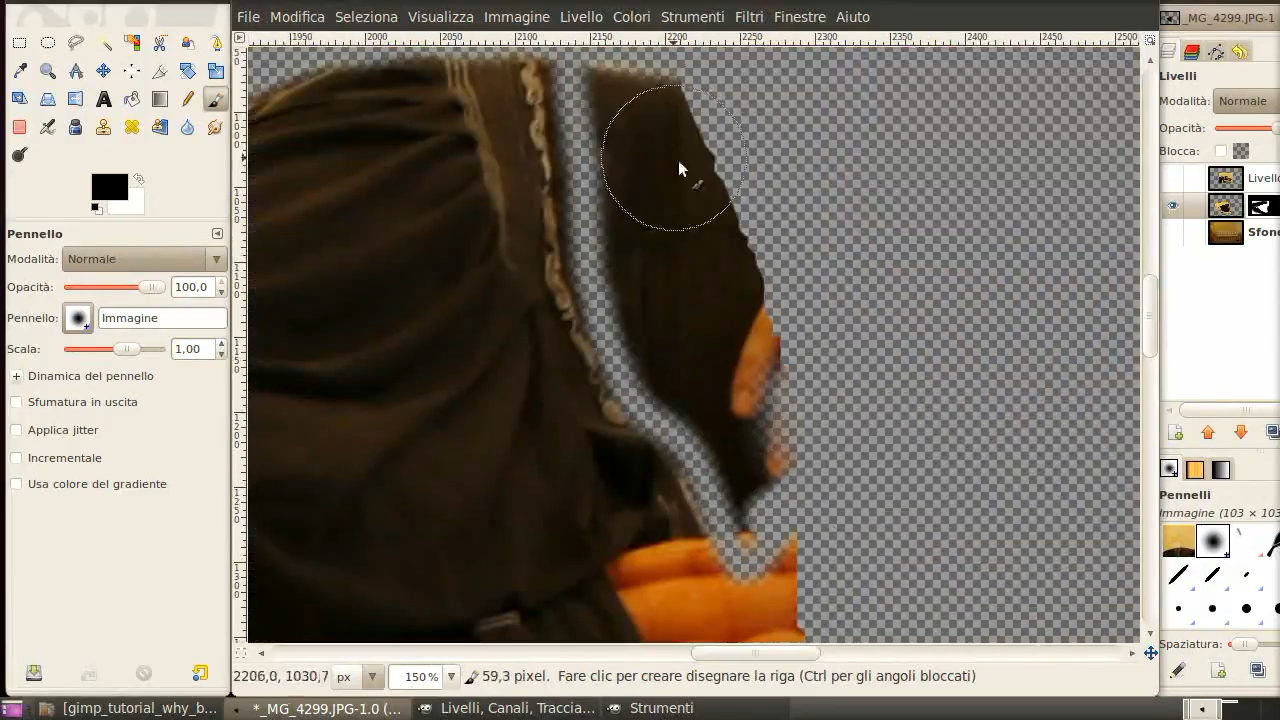 File Modifica Seleziona Visualizza Immagine Livello Colori Strumenti Filtri Finestre Aiuto
_MG_4299.JPG-1
1950 2000 2050 2100 2150 2200 2250 2300 2350 2400 2450 2500
Livelli
Modalità: Normale
Opacità:
Blocca:
Livello
Sfon
Pennello
Modalità: Normale
Opacità: 100,0
Pennello: Immagine
Scala: 1,00
Dinamica del pennello
Sfumatura in uscita
Applica jitter
Incrementale
Usa colore del gradiente
Pennelli
Immagine (103 × 103
Spaziatura:
2206,0, 1030,7 px 150 % 59,3 pixel. Fare clic per creare disegnare la riga (Ctrl per gli angoli bloccati)
[gimp_tutorial_why_b... *_MG_4299.JPG-1.0 (... Livelli, Canali, Traccia... Strumenti